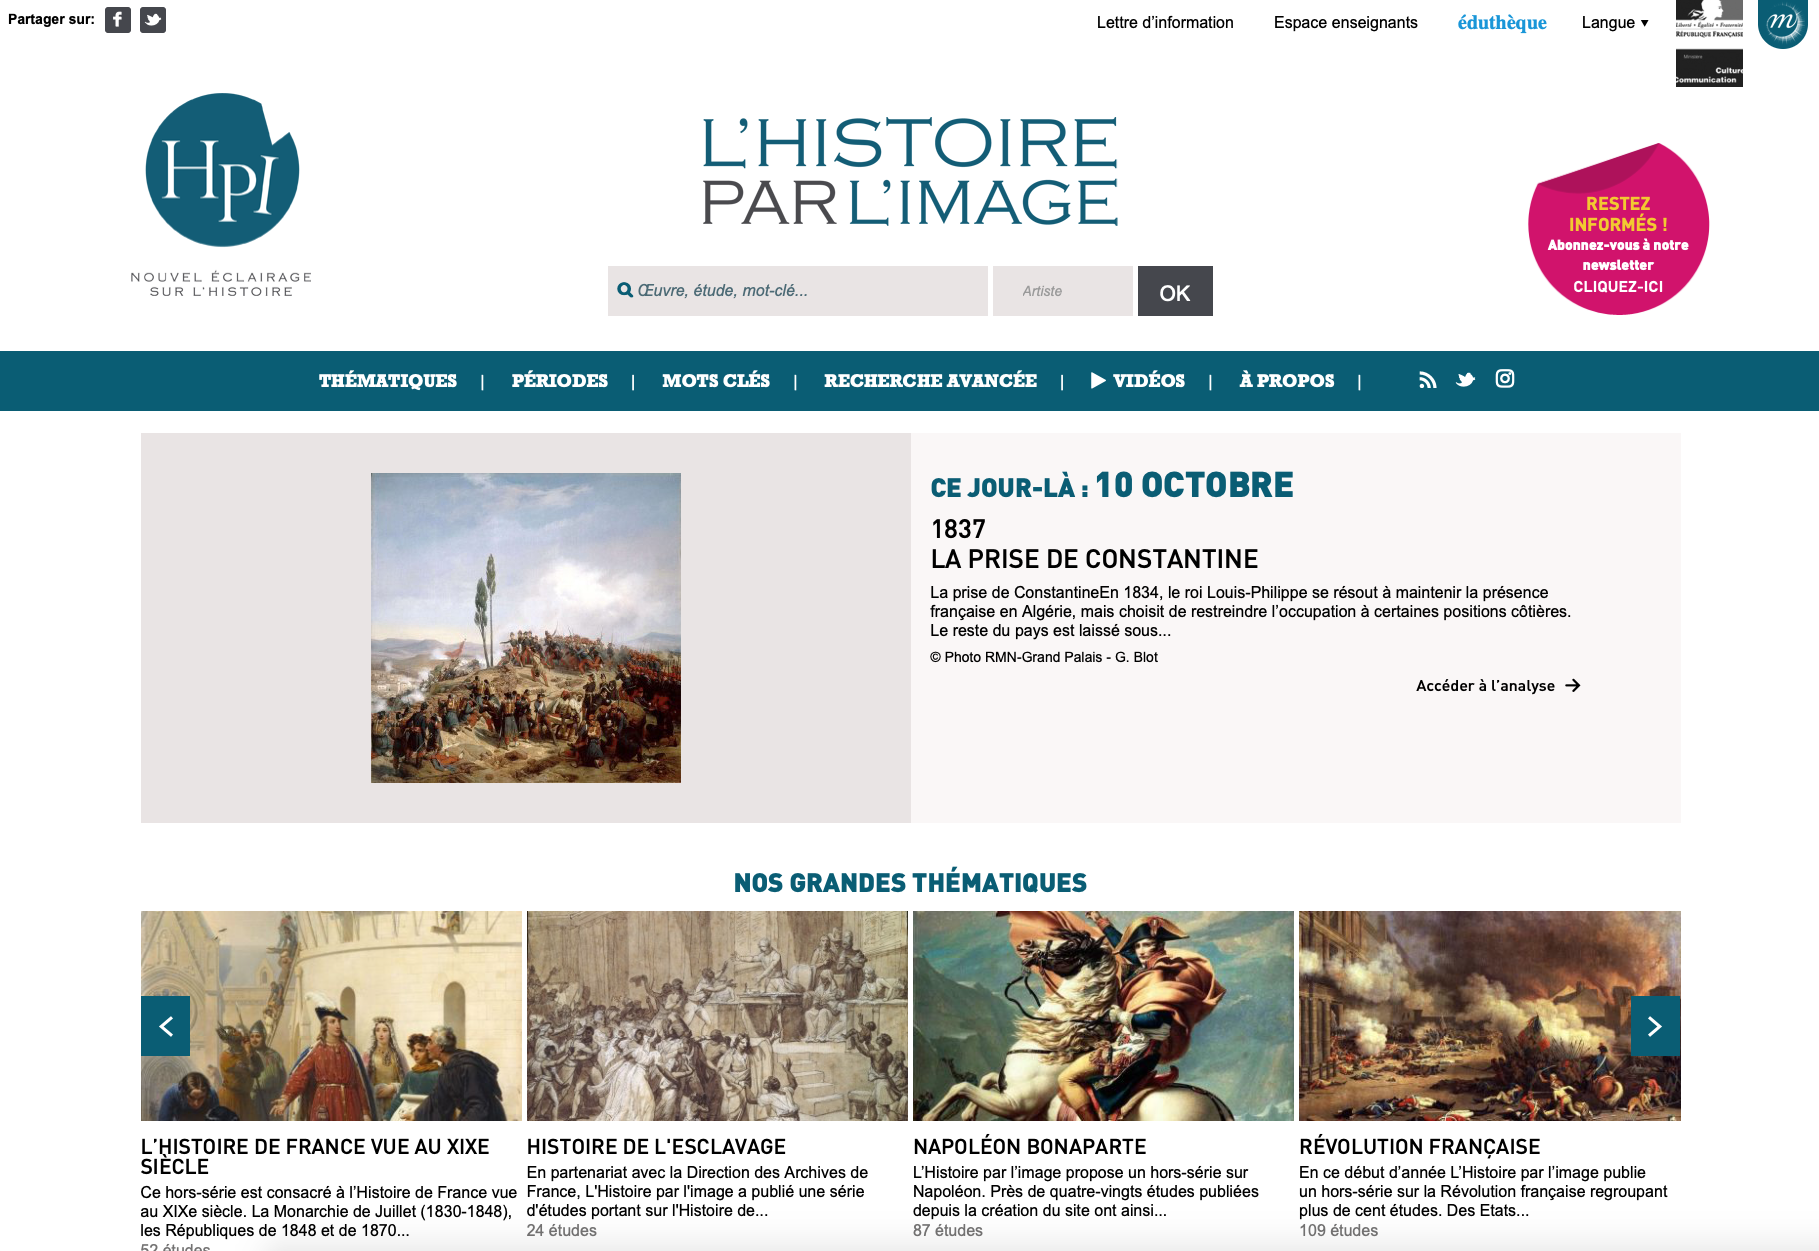 Partager sur:
Lettre d’information
Espace enseignants
éduthèque
Langue
Liberté • Égalité • Fraternité
RÉPUBLIQUE FRANÇAISE
Ministère
Culture
Communication
m
HpI
NOUVEL ÉCLAIRAGE
SUR L’HISTOIRE
L’HISTOIRE
PAR L’IMAGE
Œuvre, étude, mot-clé...
Artiste
OK
RESTEZ
INFORMÉS !
Abonnez-vous à notre
newsletter
CLIQUEZ-ICI
THÉMATIQUES | PÉRIODES | MOTS CLÉS | RECHERCHE AVANCÉE | VIDÉOS | À PROPOS |
CE JOUR-LÀ : 10 OCTOBRE
1837
LA PRISE DE CONSTANTINE
La prise de ConstantineEn 1834, le roi Louis-Philippe se résout à maintenir la présence
française en Algérie, mais choisit de restreindre l’occupation à certaines positions côtières.
Le reste du pays est laissé sous...
© Photo RMN-Grand Palais - G. Blot
Accéder à l’analyse
NOS GRANDES THÉMATIQUES
L’HISTOIRE DE FRANCE VUE AU XIXE
SIÈCLE
Ce hors-série est consacré à l’Histoire de France vue
au XIXe siècle. La Monarchie de Juillet (1830-1848),
les Républiques de 1848 et de 1870...
52 études
HISTOIRE DE L'ESCLAVAGE
En partenariat avec la Direction des Archives de
France, L'Histoire par l'image a publié une série
d'études portant sur l'Histoire de...
24 études
NAPOLÉON BONAPARTE
L’Histoire par l’image propose un hors-série sur
Napoléon. Près de quatre-vingts études publiées
depuis la création du site ont ainsi...
87 études
RÉVOLUTION FRANÇAISE
En ce début d’année L’Histoire par l’image publie
un hors-série sur la Révolution française regroupant
plus de cent études. Des Etats...
109 études